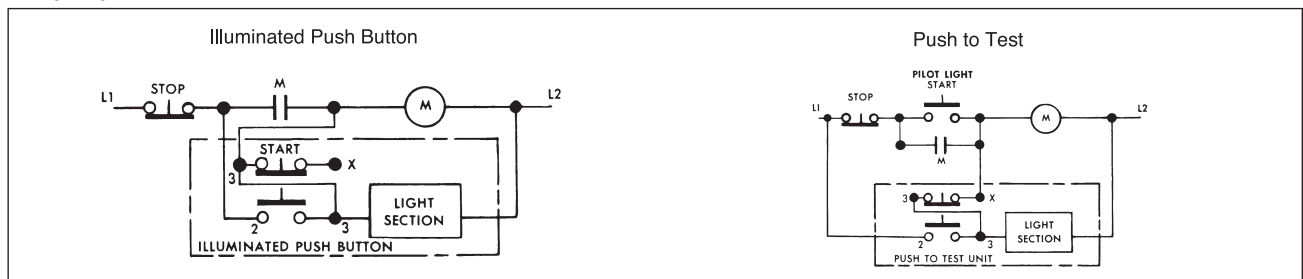 Illuminated Push Button
L1
STOP
M
M
L2
START
X
3
2
3
LIGHT
SECTION
ILLUMINATED PUSH BUTTON
Push to Test
PILOT LIGHT
START
L1
STOP
M
L2
M
3
X
2
3
LIGHT
SECTION
PUSH TO TEST UNIT